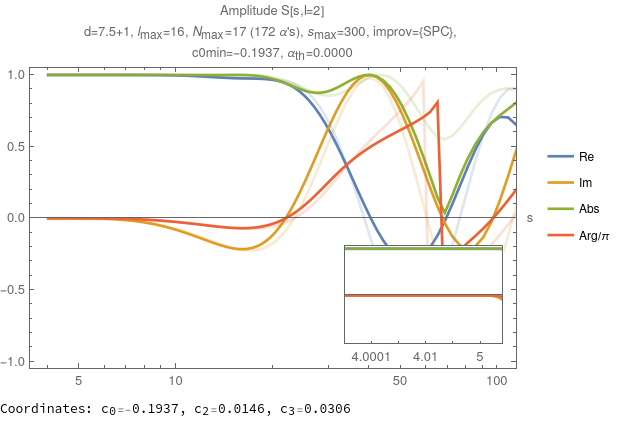 Amplitude S[s,l=2]
d=7.5+1, lmax=16, Nmax=17 (172 α's), smax=300, improv={SPC},
c0min=-0.1937, αth=0.0000
1.0
0.5
0.0
-0.5
-1.0
s
Re
Im
Abs
Arg/π
4.0001 4.01 5
5 10 50 100
Coordinates: c0=-0.1937, c2=0.0146, c3=0.0306